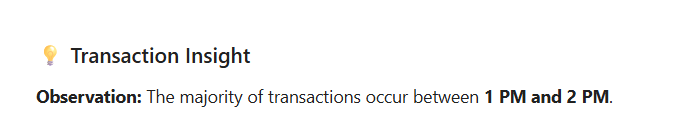 💡 Transaction Insight
Observation: The majority of transactions occur between 1 PM and 2 PM.